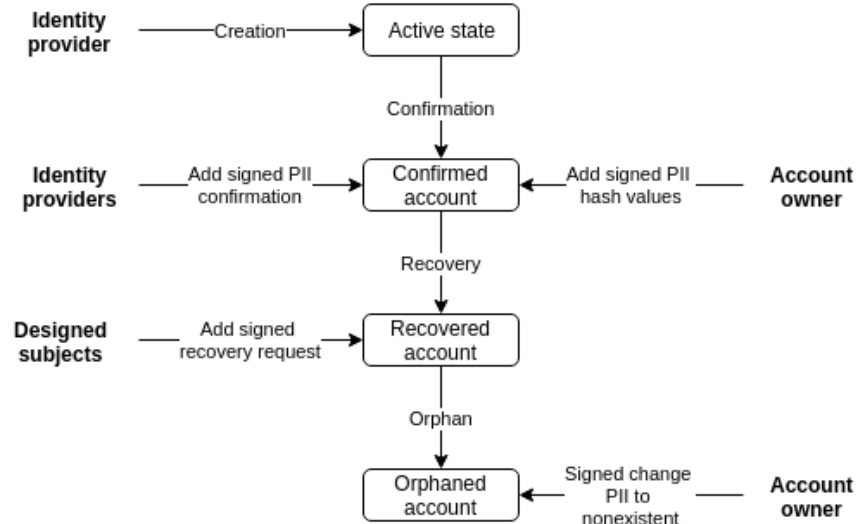 Identity
provider
Creation
Active state
Confirmation
Identity
providers
Add signed PII
confirmation
Confirmed
account
Add signed PII
hash values
Account
owner
Recovery
Designed
subjects
Add signed
recovery request
Recovered
account
Orphan
Orphaned
account
Signed change
PII to
nonexistent
Account
owner